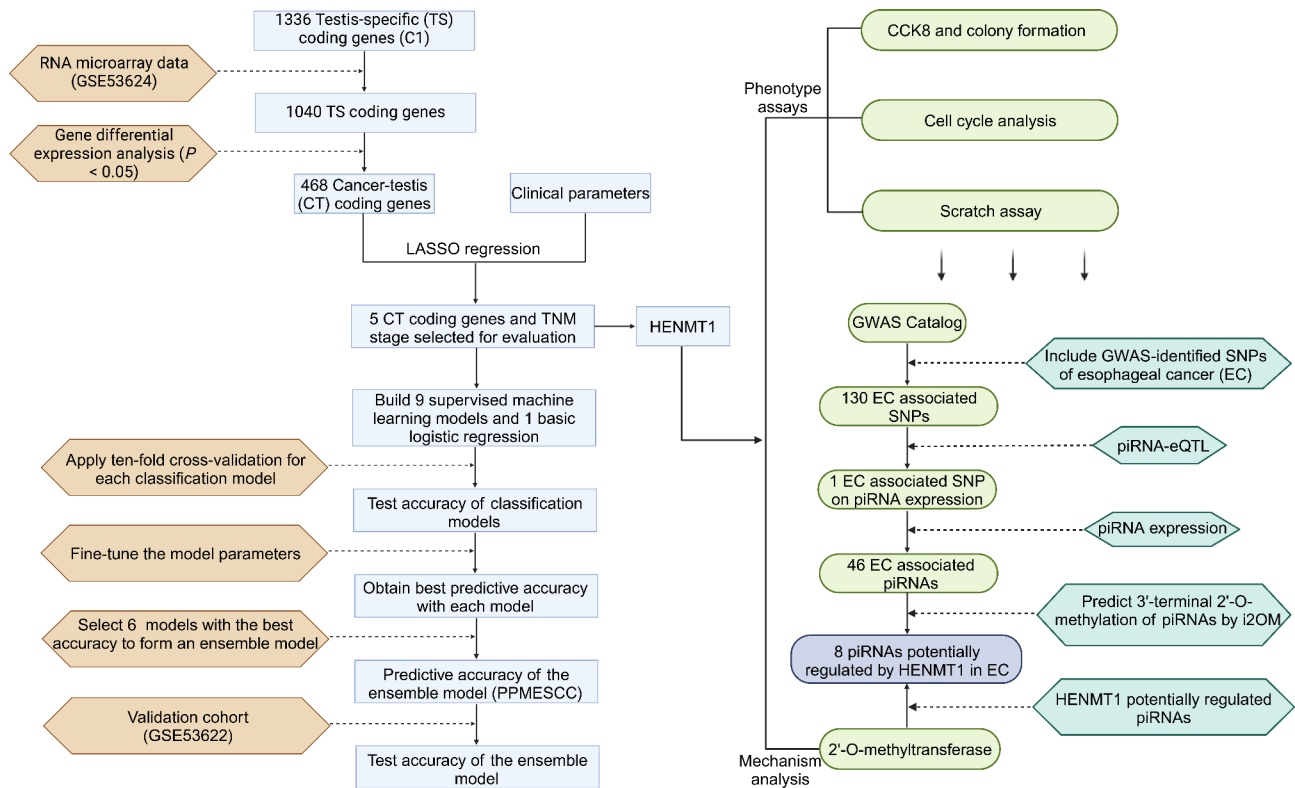 1336 Testis-specific (TS)
coding genes (C1)
RNA microarray data
(GSE53624)
1040 TS coding genes
Gene differential
expression analysis (P
< 0.05)
468 Cancer-testis
(CT) coding genes
Clinical parameters
LASSO regression
5 CT coding genes and TNM
stage selected for evaluation
HENMT1
Build 9 supervised machine
learning models and 1 basic
logistic regression
Apply ten-fold cross-validation for
each classification model
Test accuracy of classification
models
Fine-tune the model parameters
Obtain best predictive accuracy
with each model
Select 6 models with the best
accuracy to form an ensemble model
Predictive accuracy of
the ensemble model (PPMESCC)
Validation cohort
(GSE53622)
Test accuracy of the ensemble
model
Phenotype
assays
CCK8 and colony formation
Cell cycle analysis
Scratch assay
GWAS Catalog
Include GWAS-identified SNPs
of esophageal cancer (EC)
130 EC associated
SNPs
piRNA-eQTL
1 EC associated SNP
on piRNA expression
piRNA expression
46 EC associated
piRNAs
Predict 3'-terminal 2'-O-
methylation of piRNAs by i2OM
8 piRNAs potentially
regulated by HENMT1 in EC
HENMT1 potentially regulated
piRNAs
2'-O-methyltransferase
Mechanism
analysis